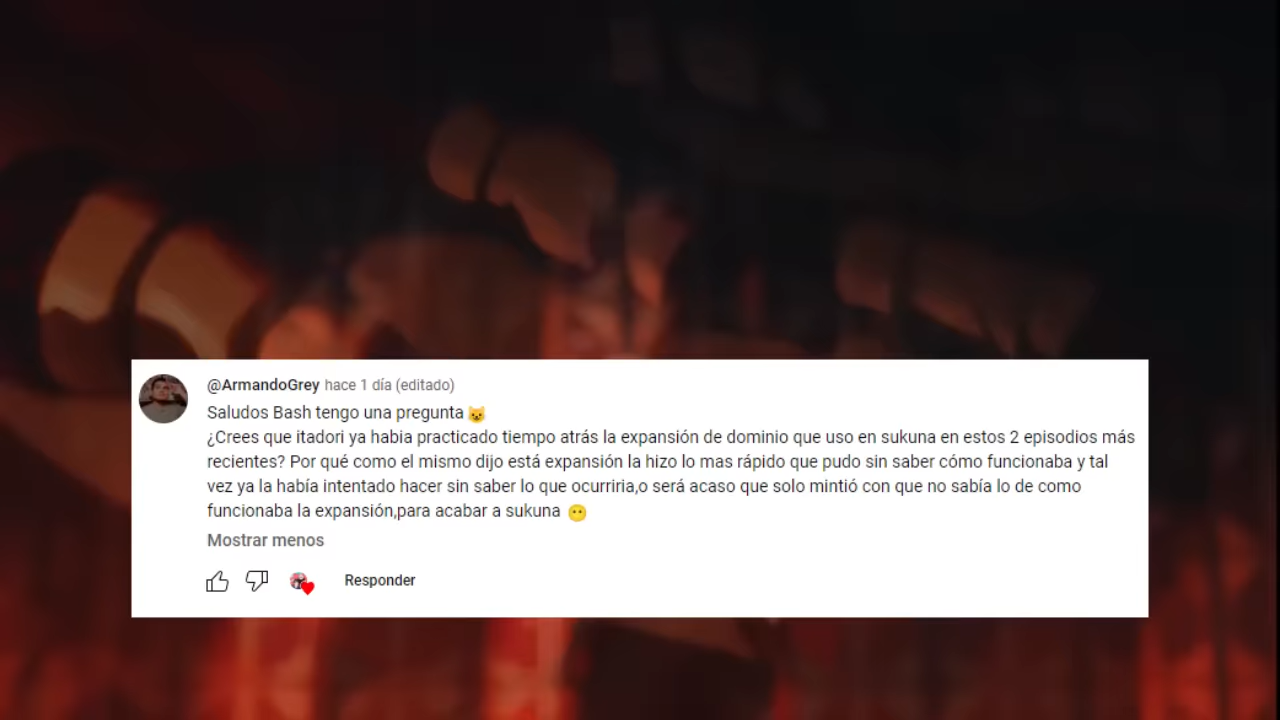 @ArmandoGrey hace 1 día (editado)
Saludos Bash tengo una pregunta 😺
¿Crees que itadori ya habia practicado tiempo atrás la expansión de dominio que uso en sukuna en estos 2 episodios más
recientes? Por qué como el mismo dijo está expansión la hizo lo mas rápido que pudo sin saber cómo funcionaba y tal
vez ya la había intentado hacer sin saber lo que ocurriria,o será acaso que solo mintió con que no sabía lo de como
funcionaba la expansión,para acabar a sukuna 😶
Mostrar menos
Responder